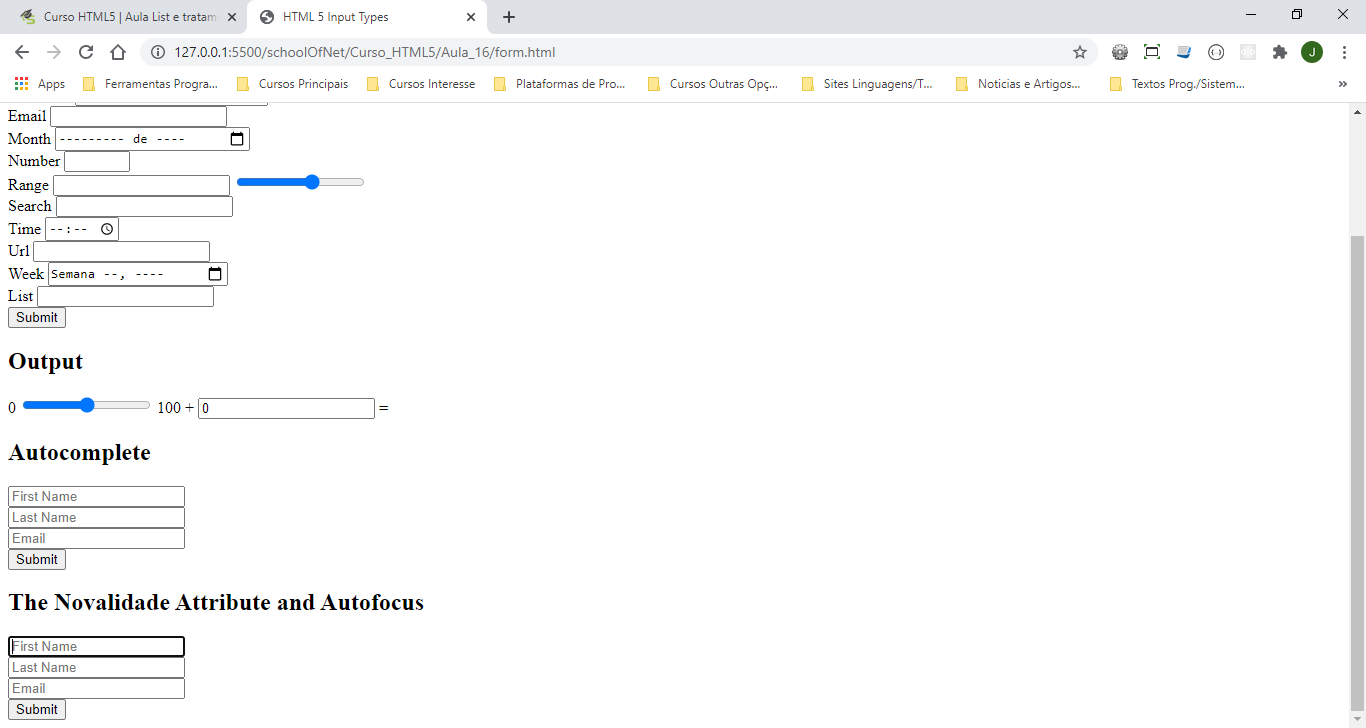 Curso HTML5 | Aula List e tratam
HTML 5 Input Types
127.0.0.1:5500/schoolOfNet/Curso_HTML5/Aula_16/form.html
J
Apps Ferramentas Progra... Cursos Principais Cursos Interesse Plataformas de Pro... Cursos Outras Opç... Sites Linguagens/T... Noticias e Artigos... Textos Prog./Sistem... »
Email
Month --------- de ----
Number
Range
Search
Time --:--
Url
Week Semana --, ----
List
Submit
Output
0 100 + 0 =
Autocomplete
First Name
Last Name
Email
Submit
The Novalidade Attribute and Autofocus
First Name
Last Name
Email
Submit